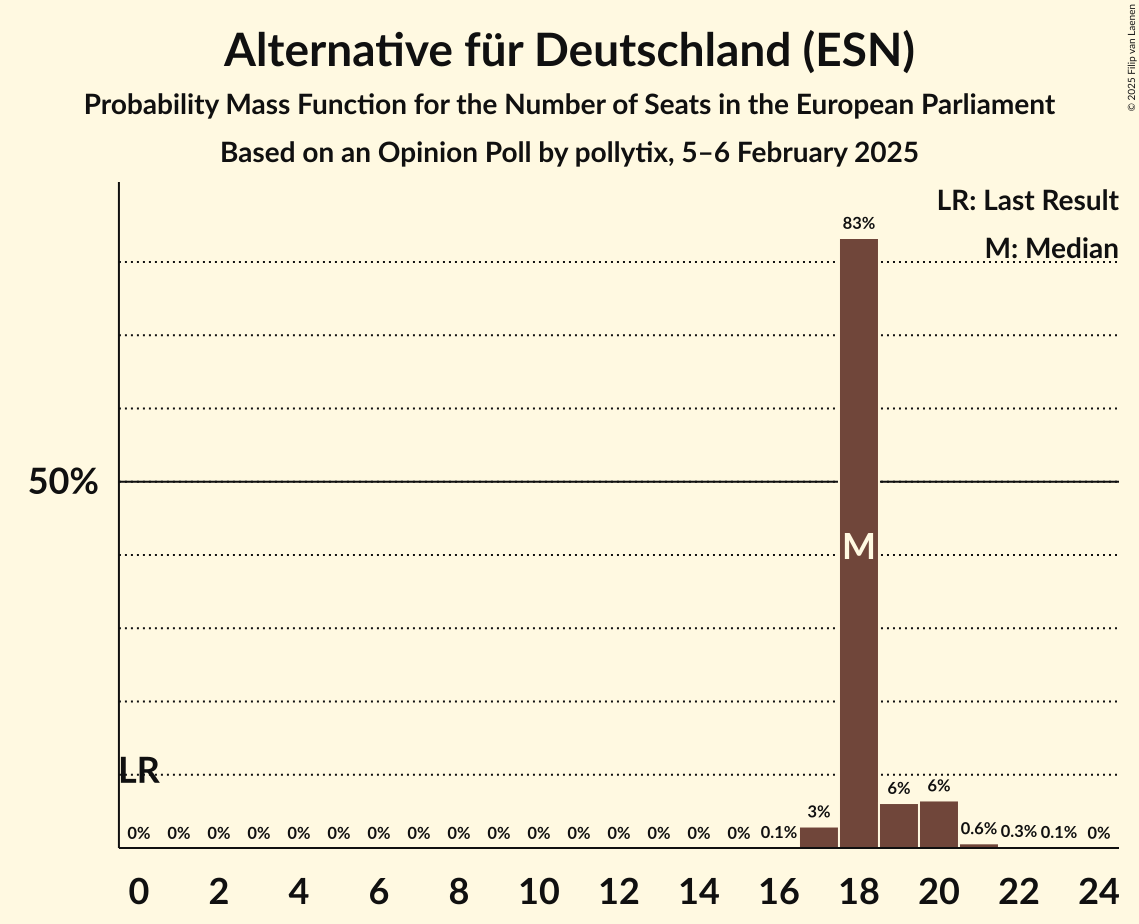 Alternative für Deutschland (ESN)
Probability Mass Function for the Number of Seats in the European Parliament
Based on an Opinion Poll by pollytix, 5–6 February 2025
© 2025 Filip van Laenen
LR: Last Result
M: Median
83%
50%
M
LR
0% 0% 0% 0% 0% 0% 0% 0% 0% 0% 0% 0% 0% 0% 0% 0% 0.1% 3% 6% 6% 0.6% 0.3% 0.1% 0%
0 2 4 6 8 10 12 14 16 18 20 22 24